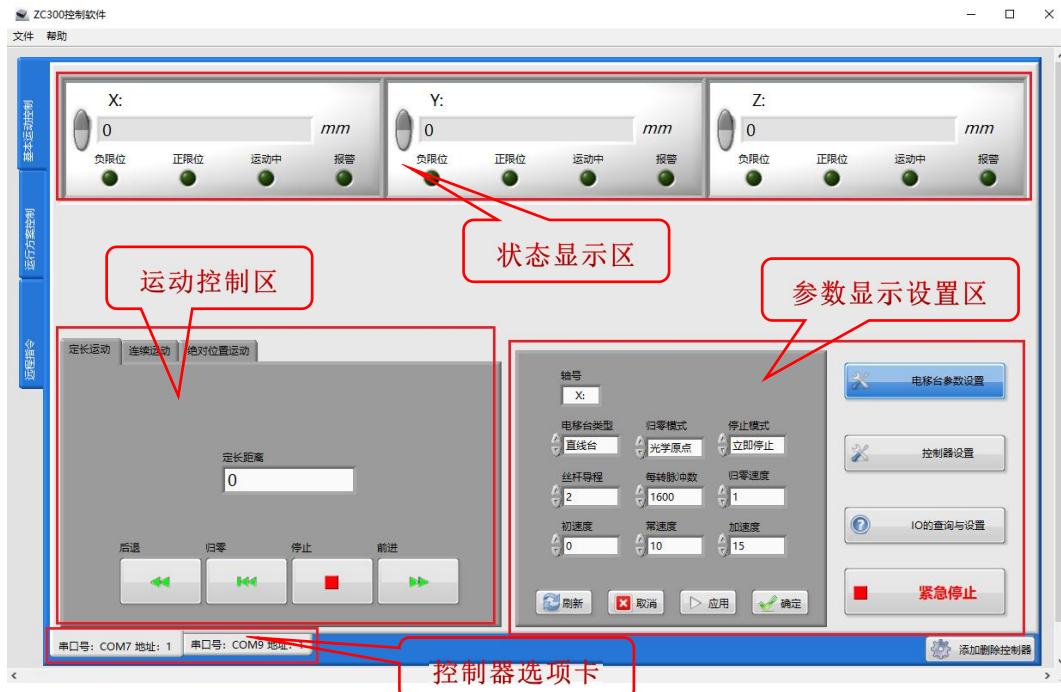 ZC300控制软件
文件 帮助
基本运动控制
运行方案控制
远程指令
X:
0 mm
负限位 正限位 运动中 报警
Y:
0 mm
负限位 正限位 运动中 报警
Z:
0 mm
负限位 正限位 运动中 报警
状态显示区
运动控制区
参数显示设置区
定长运动 连续运动 绝对位置运动
定长距离
0
后退 归零 停止 前进
轴号
X:
电移台类型 归零模式 停止模式
直线台 光学原点 立即停止
丝杆导程 每转脉冲数 归零速度
2 1600 1
初速度 常速度 加速度
0 10 15
刷新 取消 应用 确定
电移台参数设置
控制器设置
IO的查询与设置
紧急停止
串口号: COM7 地址: 1 串口号: COM9 地址: 1
控制器选项卡
添加删除控制器